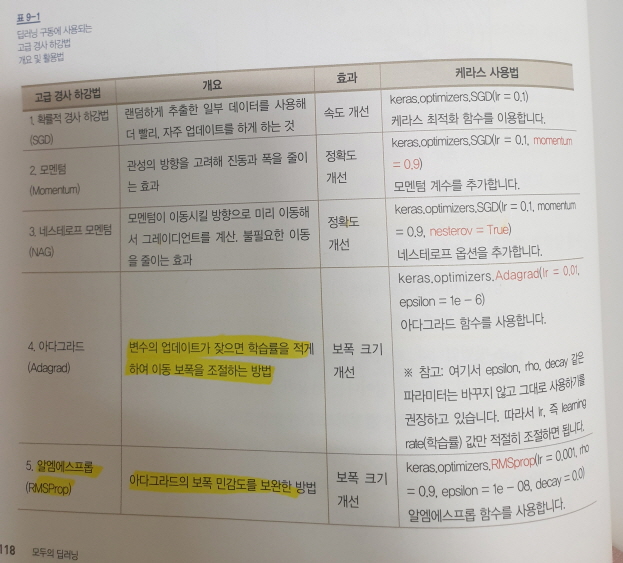 표 9-1
딥러닝 구동에 사용되는
고급 경사 하강법
개요 및 활용법
고급 경사 하강법 개요 효과 케라스 사용법
1. 확률적 경사 하강법
(SGD)
랜덤하게 추출한 일부 데이터를 사용해
더 빨리, 자주 업데이트를 하게 하는 것
속도 개선
keras.optimizers.SGD(lr = 0.1)
케라스 최적화 함수를 이용합니다.
2. 모멘텀
(Momentum)
관성의 방향을 고려해 진동과 폭을 줄이
는 효과
정확도
개선
keras.optimizers.SGD(lr = 0.1, momentum
= 0.9)
모멘텀 계수를 추가합니다.
3. 네스테로프 모멘텀
(NAG)
모멘텀이 이동시킬 방향으로 미리 이동해
서 그레이디언트를 계산. 불필요한 이동
을 줄이는 효과
정확도
개선
keras.optimizers.SGD(lr = 0.1, momentum
= 0.9, nesterov = True)
네스테로프 옵션을 추가합니다.
4. 아다그라드
(Adagrad)
변수의 업데이트가 잦으면 학습률을 적게
하여 이동 보폭을 조절하는 방법
보폭 크기
개선
keras.optimizers.Adagrad(lr = 0.01,
epsilon = 1e - 6)
아다그라드 함수를 사용합니다.
※ 참고: 여기서 epsilon, rho, decay 같은
파라미터는 바꾸지 않고 그대로 사용하기를
권장하고 있습니다. 따라서 lr, 즉 learning
rate(학습률) 값만 적절히 조절하면 됩니다.
5. 알엠에스프롭
(RMSProp)
아다그라드의 보폭 민감도를 보완한 방법
보폭 크기
개선
keras.optimizers.RMSprop(lr = 0.001, rho
= 0.9, epsilon = 1e - 08, decay = 0.0)
알엠에스프롭 함수를 사용합니다.
118 모두의 딥러닝